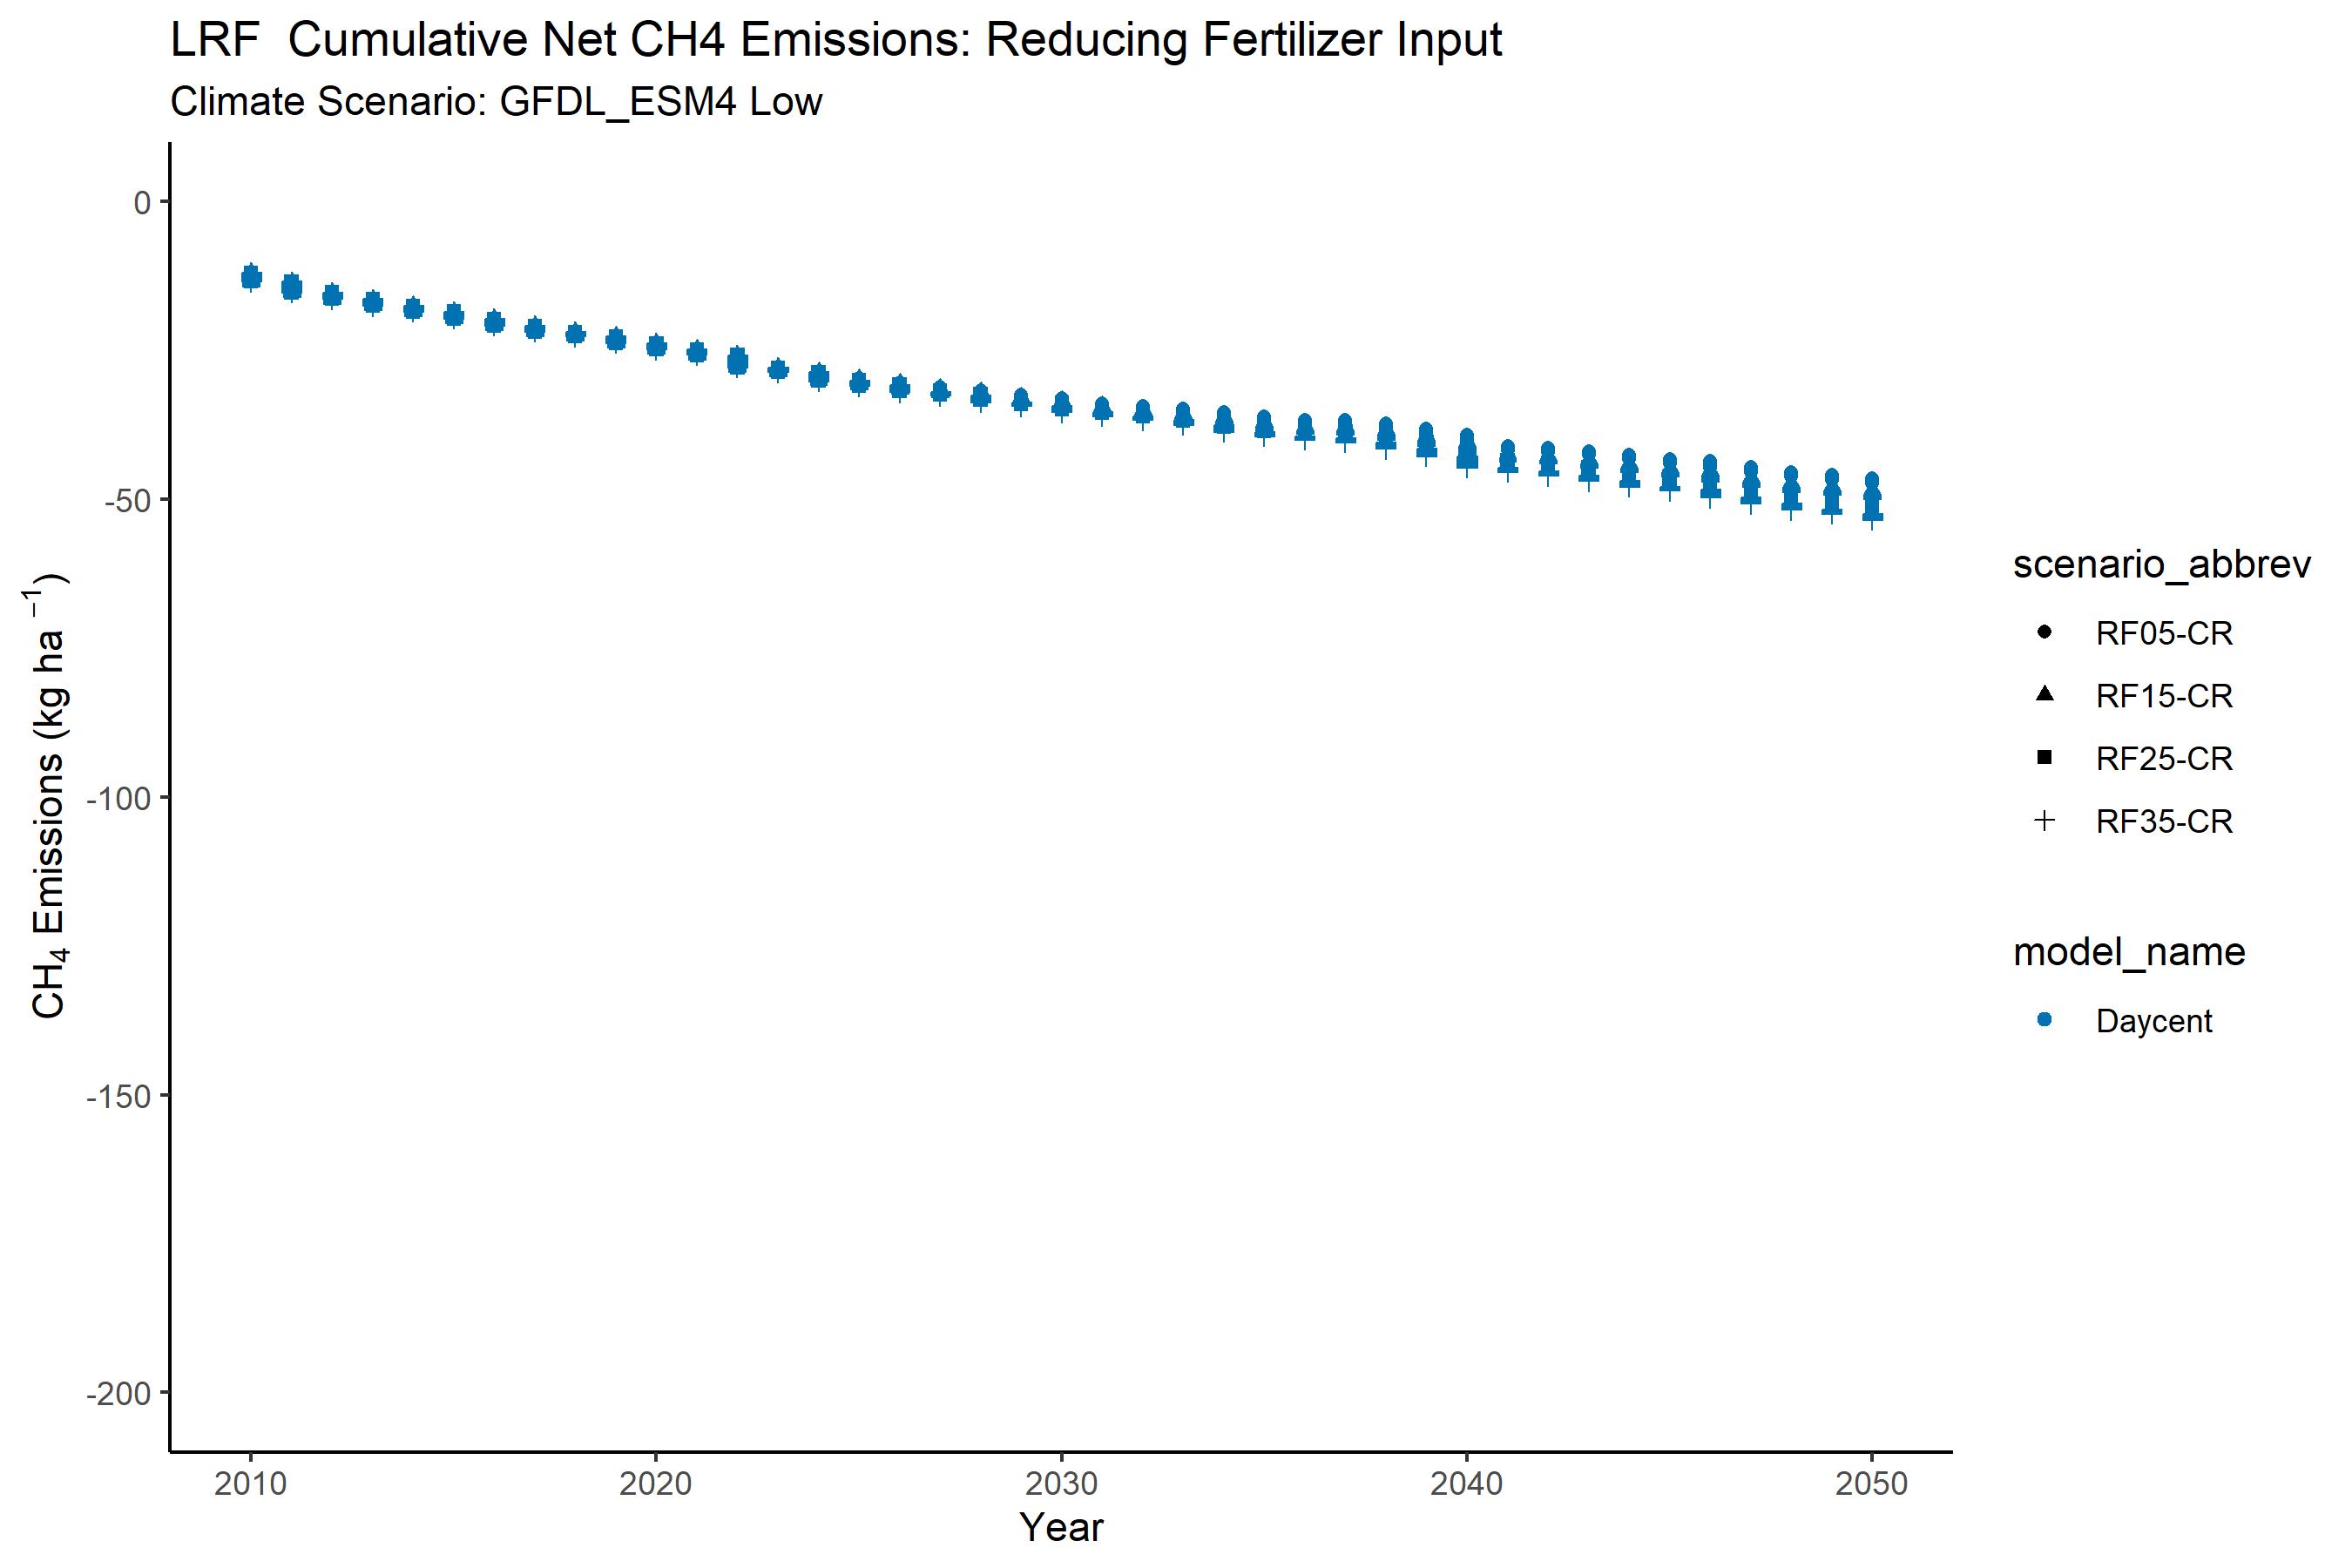 LRF  Cumulative Net CH4 Emissions: Reducing Fertilizer Input
Climate Scenario: GFDL_ESM4 Low
0
-50
-100
-150
-200
CH₄ Emissions (kg ha ⁻¹)
2010 2020 2030 2040 2050
Year
scenario_abbrev
RF05-CR
RF15-CR
RF25-CR
RF35-CR
model_name
Daycent